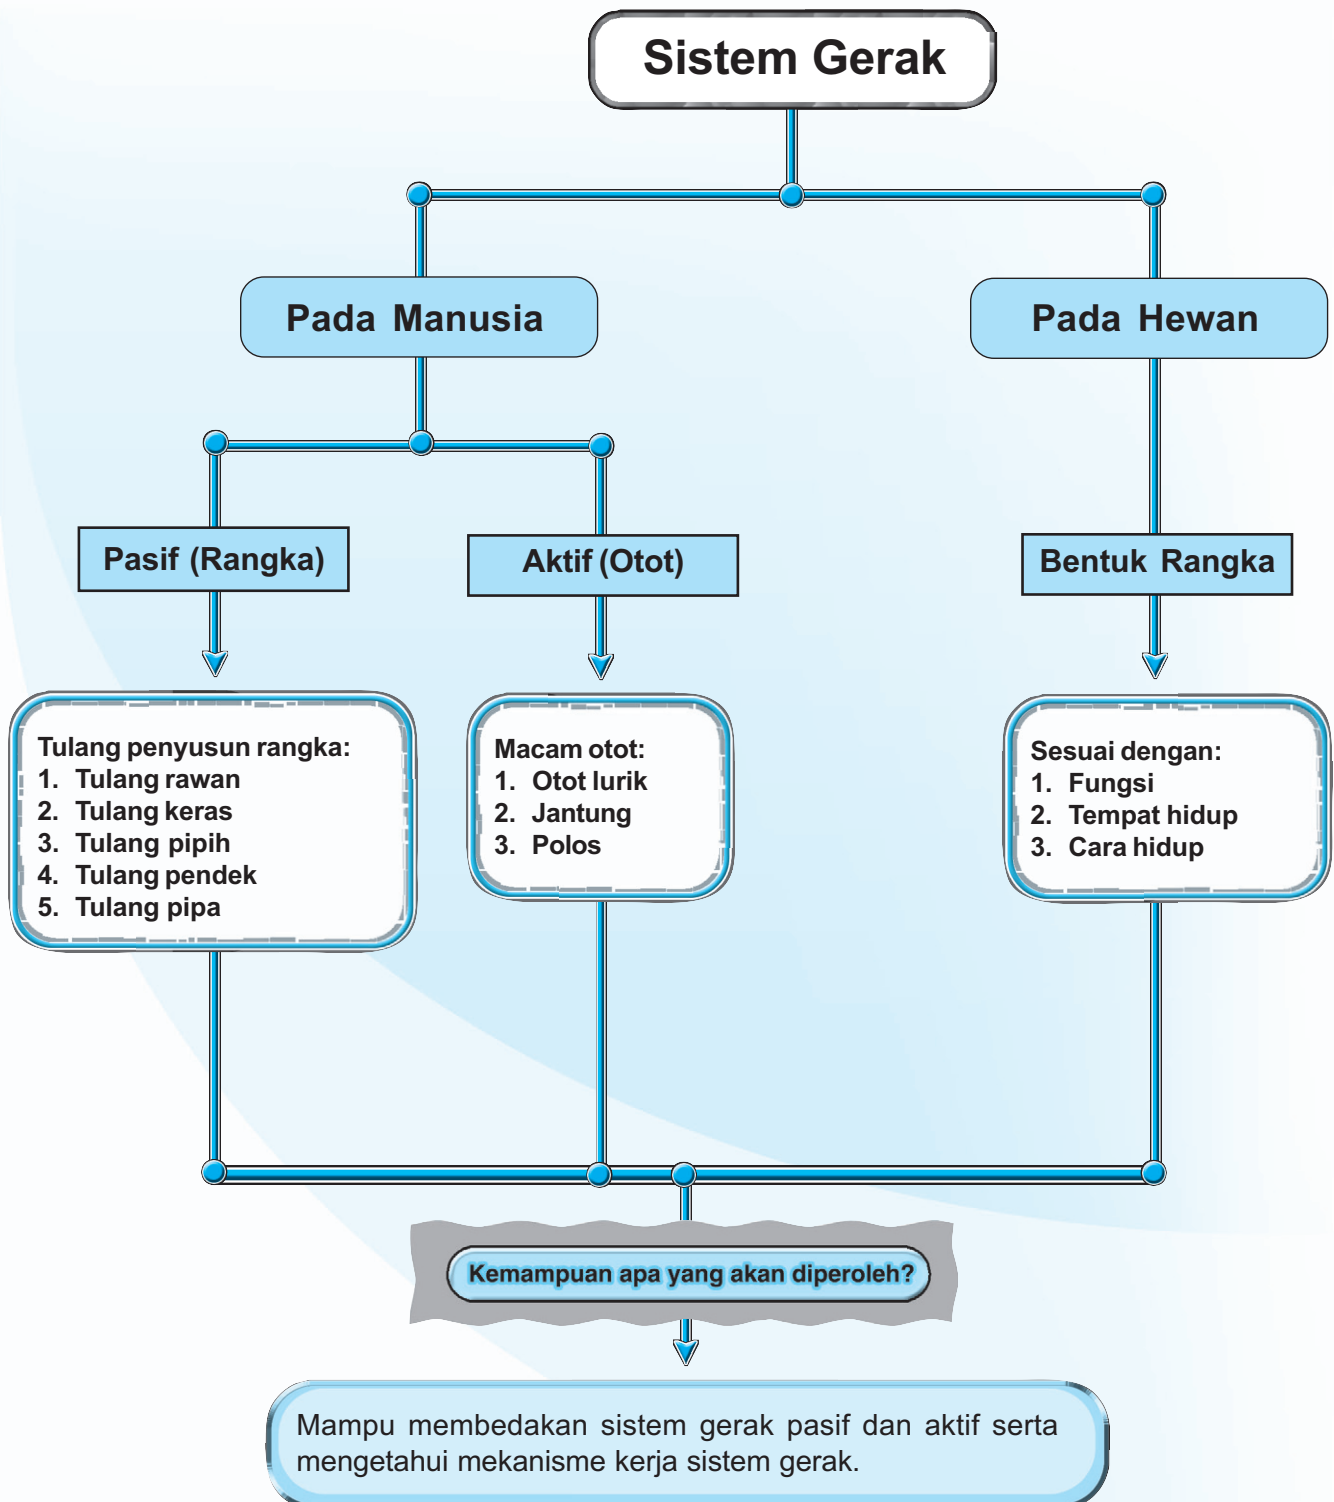 Sistem Gerak
Pada Manusia
Pada Hewan
Pasif (Rangka)
Aktif (Otot)
Bentuk Rangka
Tulang penyusun rangka:
1. Tulang rawan
2. Tulang keras
3. Tulang pipih
4. Tulang pendek
5. Tulang pipa
Macam otot:
1. Otot lurik
2. Jantung
3. Polos
Sesuai dengan:
1. Fungsi
2. Tempat hidup
3. Cara hidup
Kemampuan apa yang akan diperoleh?
Mampu membedakan sistem gerak pasif dan aktif serta
mengetahui mekanisme kerja sistem gerak.